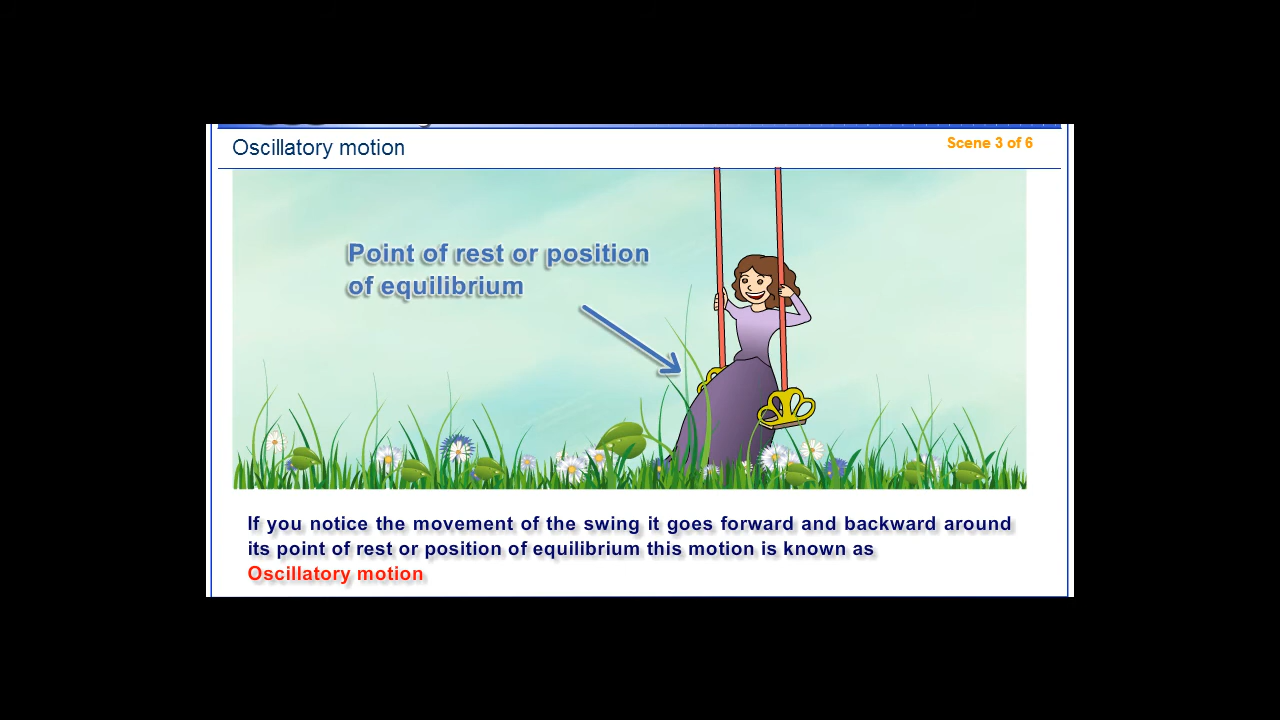 Oscillatory motion
Scene 3 of 6
Point of rest or position
of equilibrium
If you notice the movement of the swing it goes forward and backward around
its point of rest or position of equilibrium this motion is known as
Oscillatory motion